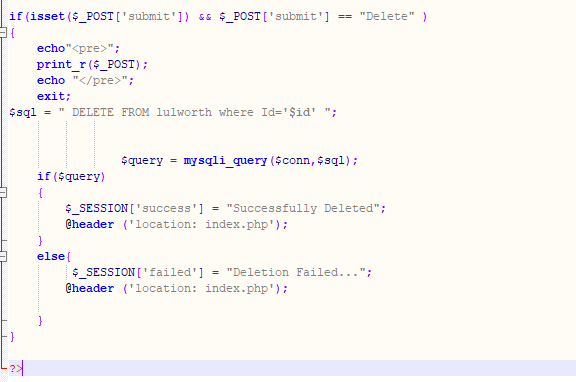 if(isset($_POST['submit']) && $_POST['submit'] == "Delete" )
{
echo"<pre>";
print_r($_POST);
echo "</pre>";
exit;
$sql = " DELETE FROM lulworth where Id='$id' ";
$query = mysqli_query($conn,$sql);
if($query)
{
$_SESSION['success'] = "Successfully Deleted";
@header ('location: index.php');
}
else{
$_SESSION['failed'] = "Deletion Failed...";
@header ('location: index.php');
}
}
?>